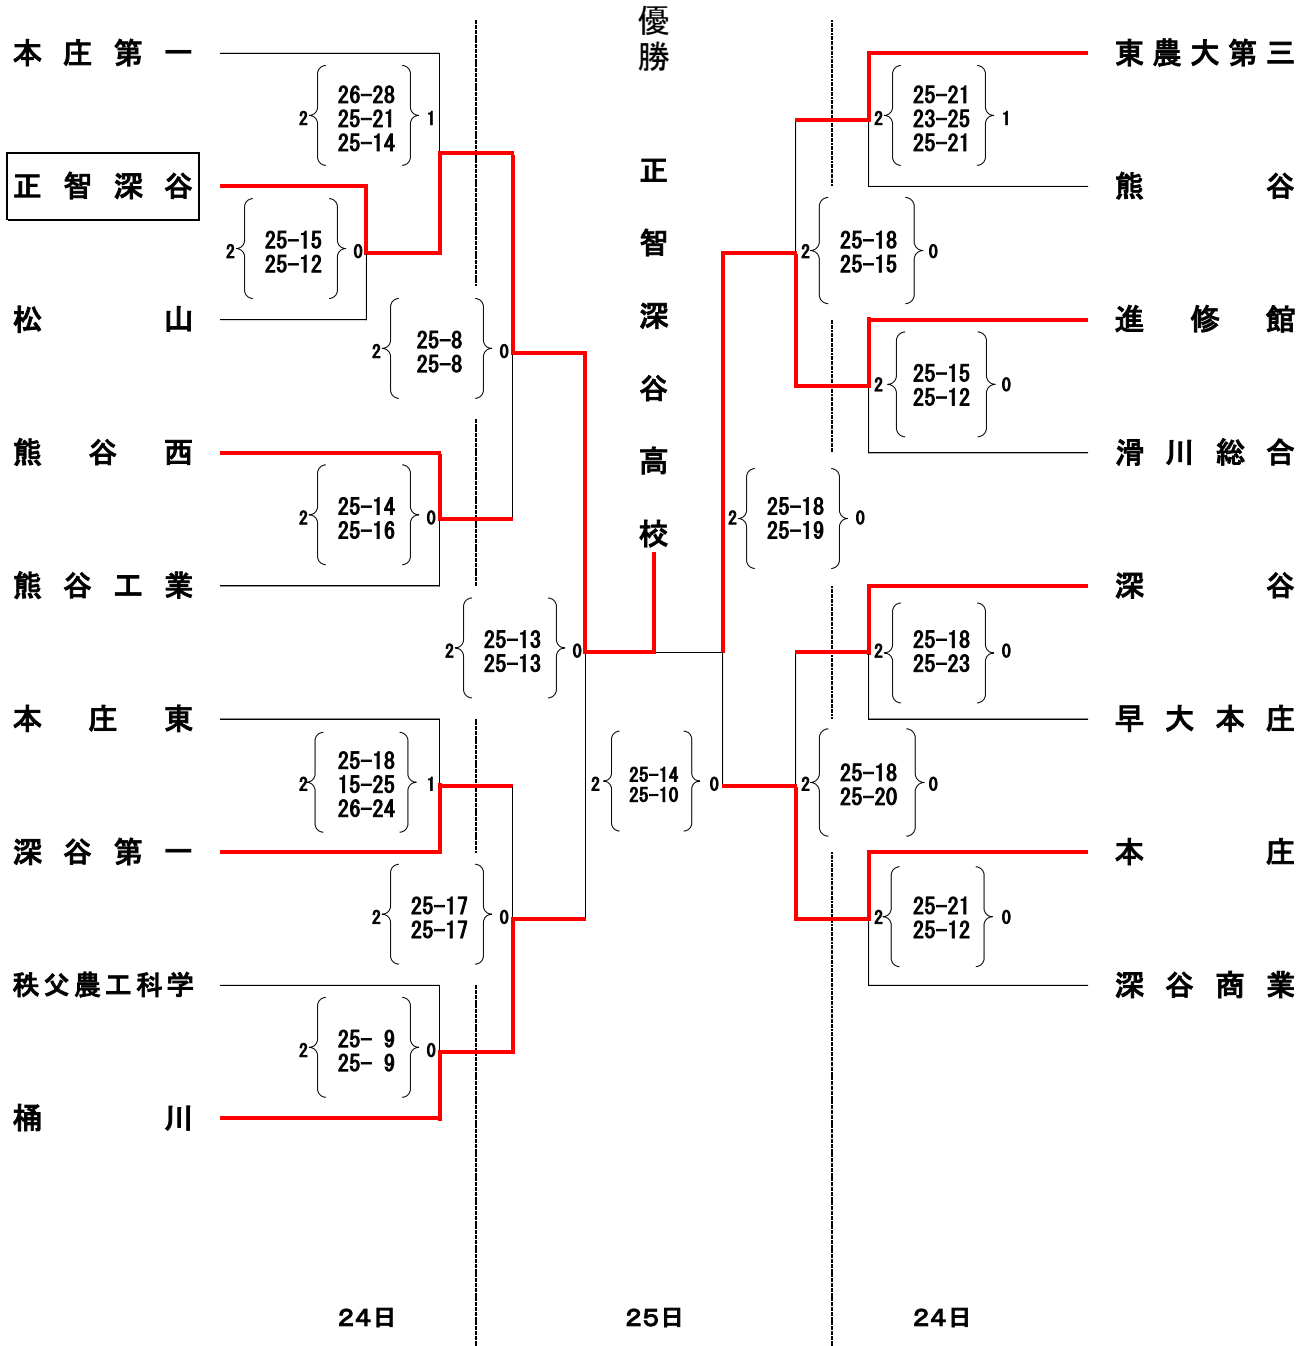 優勝
正智深谷高校
本庄第一
2 26-28 1
25-21
25-14
正智深谷
2 25-15 0
25-12
松山
2 25-8 0
25-8
熊谷西
2 25-14 0
25-16
熊谷工業
2 25-13 0
25-13
本庄東
2 25-18 1
15-25
26-24
深谷第一
2 25-17 0
25-17
秩父農工科学
2 25- 9 0
25- 9
桶川
2 25-14 0
25-10
東農大第三
2 25-21 1
23-25
25-21
熊谷
2 25-18 0
25-15
進修館
2 25-15 0
25-12
滑川総合
2 25-18 0
25-19
深谷
2 25-18 0
25-23
早大本庄
2 25-18 0
25-20
本庄
2 25-21 0
25-12
深谷商業
24日
25日
24日